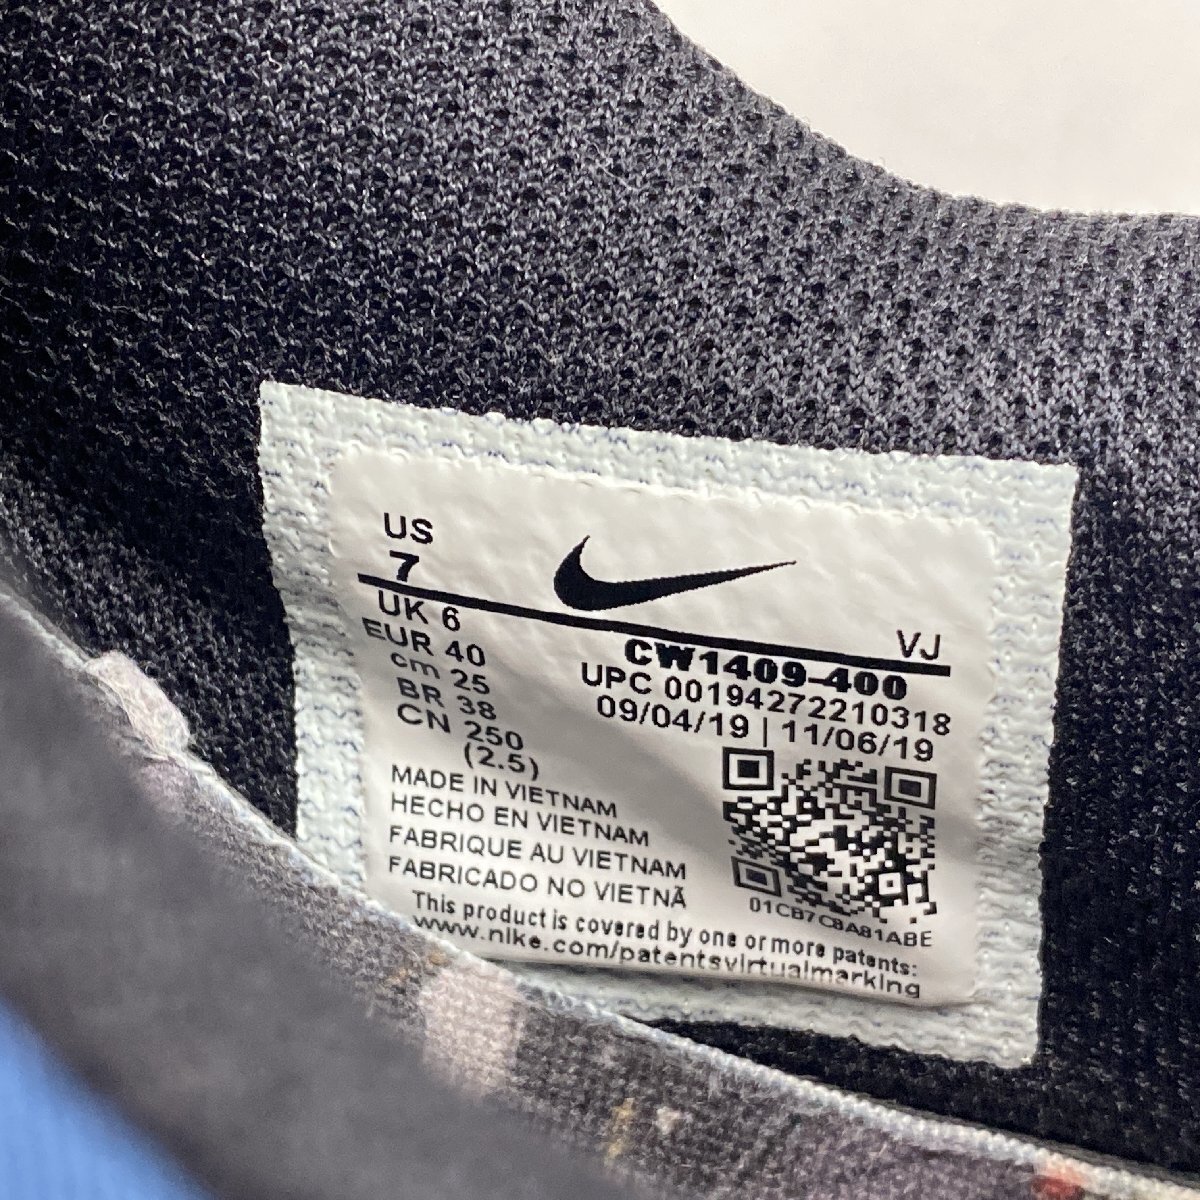 US
7
VJ
UK 6
EUR 40
cm 25
BR 38
CN 250
(2.5)
CW1409-400
UPC 00194272210318
09/04/19 | 11/06/19
MADE IN VIETNAM
HECHO EN VIETNAM
FABRIQUE AU VIETNAM
FABRICADO NO VIETNÃ
01CB7C8A81ABE
This product is covered by one or more patents:
www.nike.com/patentsvirtualmarking